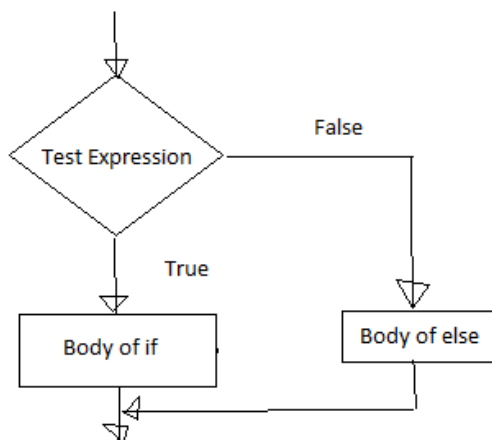 False
Test Expression
True
Body of if
Body of else